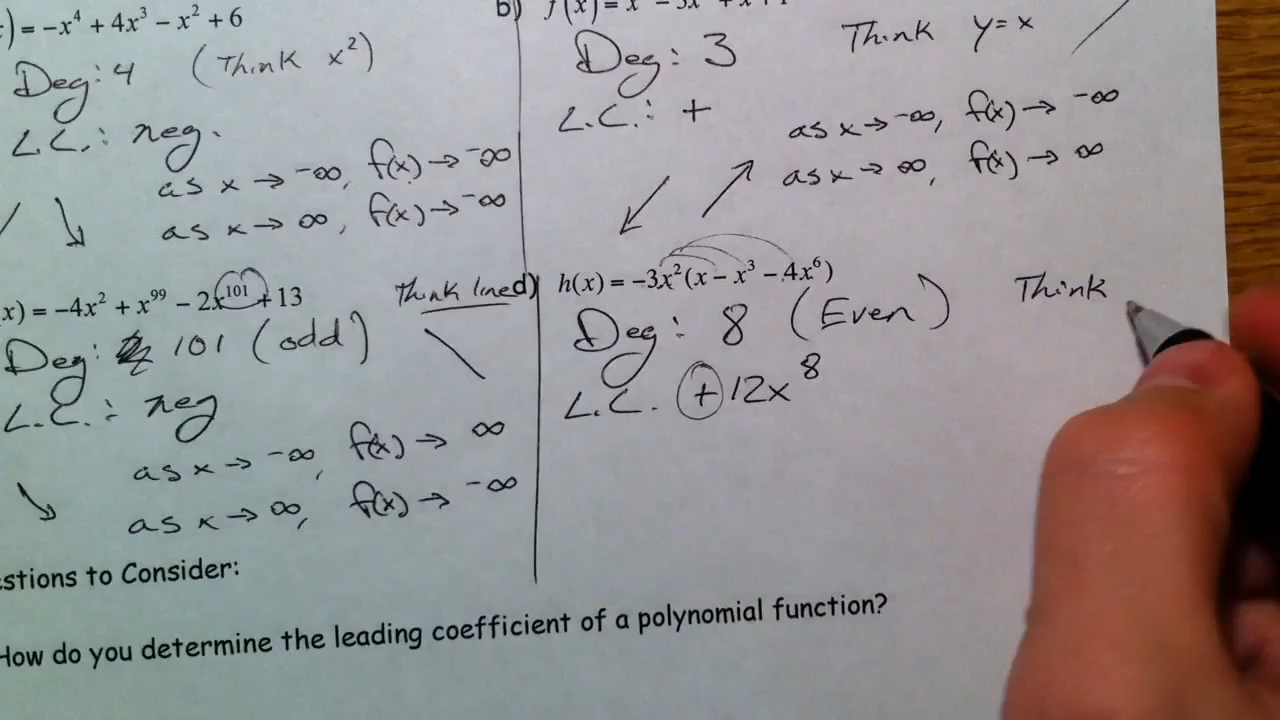 ) = −x⁴ + 4x³ − x² + 6
Deg: 4 (Think x²)
L.C.: neg.
as x → −∞, f(x) → −∞
as x → ∞, f(x) → −∞
b)
Deg: 3 Think y=x
L.C.: +
as x → −∞, f(x) → −∞
as x → ∞, f(x) → ∞
x) = −4x² + x⁹⁹ − 2x¹⁰¹ + 13 Think line
Deg: 101 (odd)
L.C.: neg
as x → −∞, f(x) → ∞
as x → ∞, f(x) → −∞
d) h(x) = −3x²(x − x³ − 4x⁶)
Deg: 8 (Even) Think
L.C. + 12x⁸
stions to Consider:
How do you determine the leading coefficient of a polynomial function?